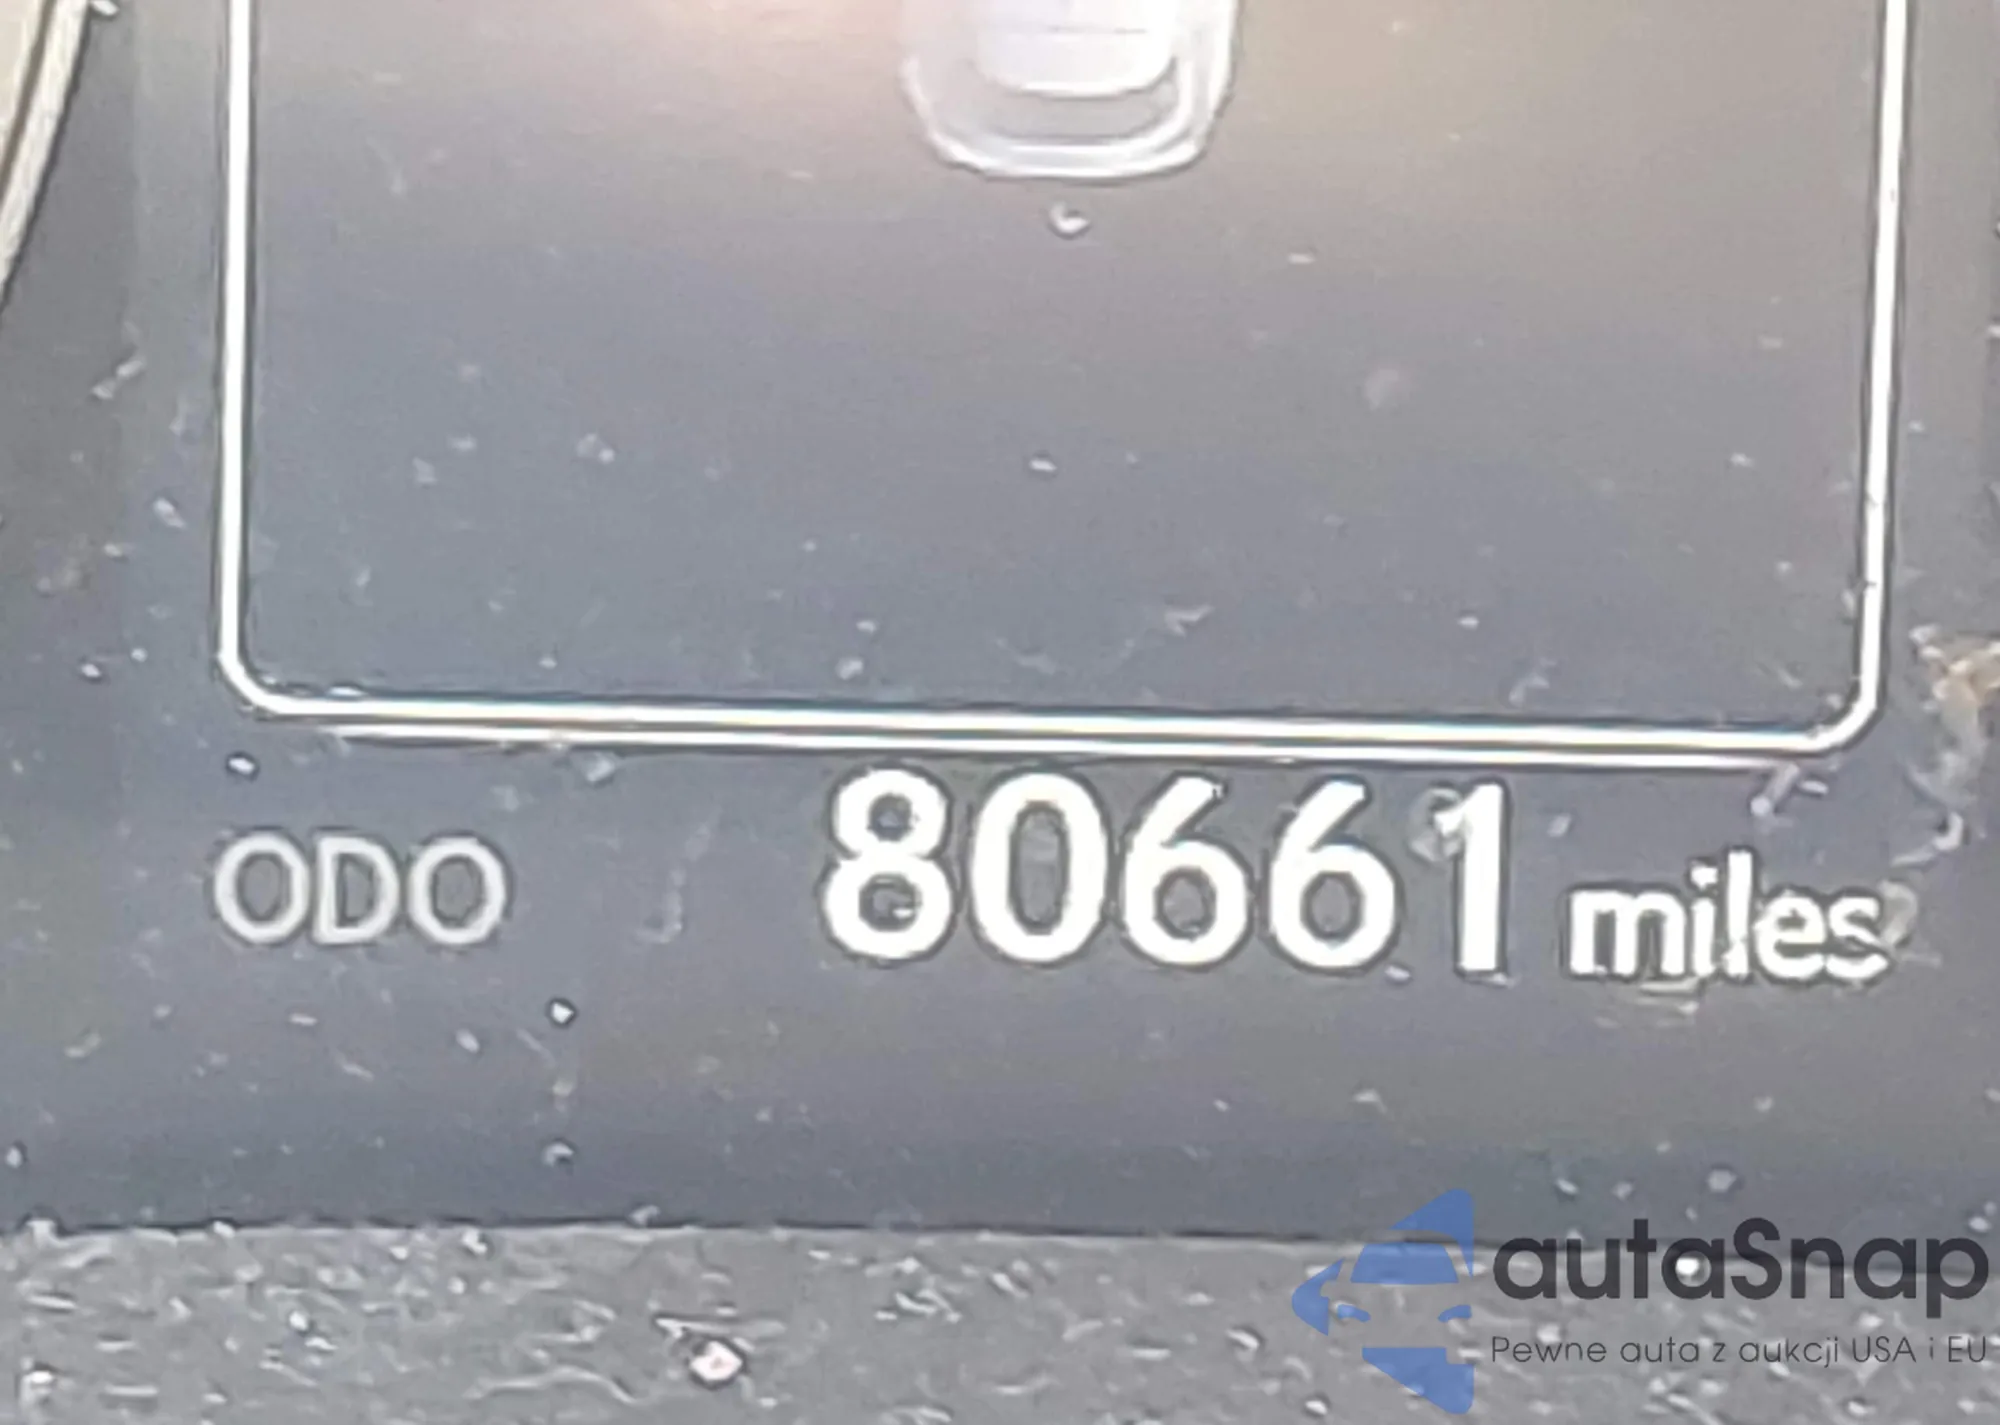 ODO 80661 miles
autaSnap
Pewne auta z aukcji USA i EU